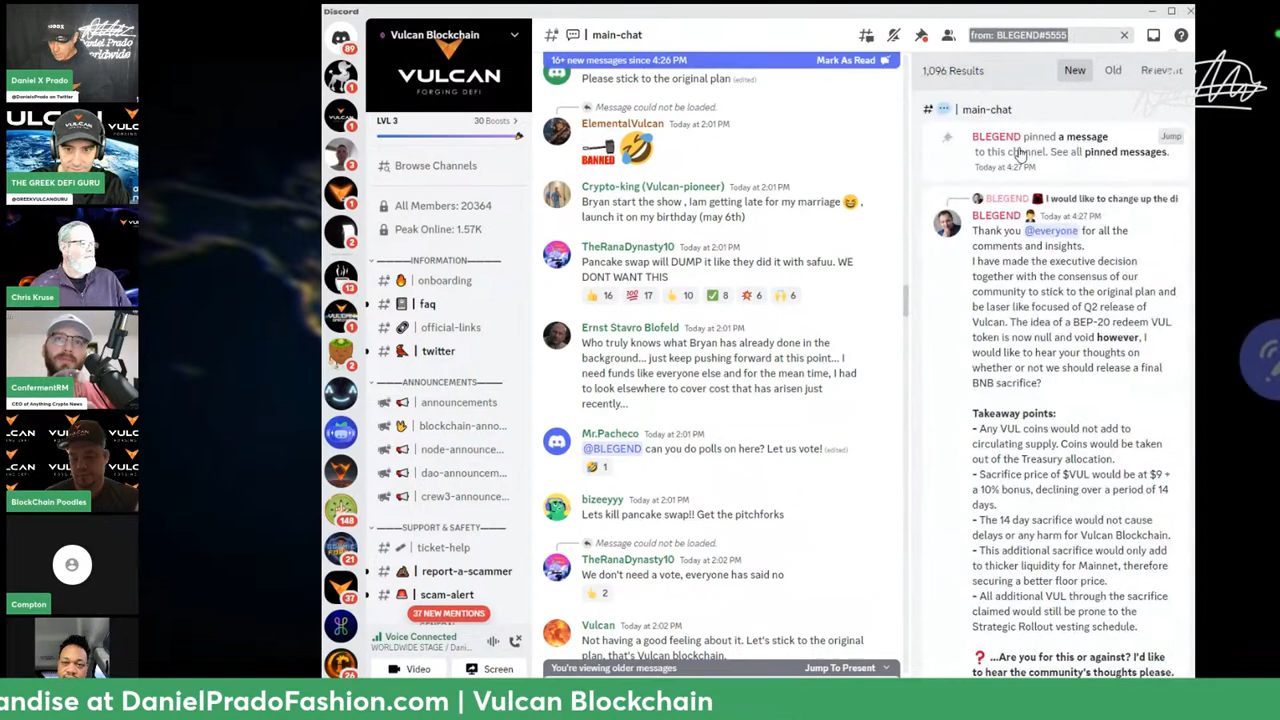 Discord
Daniel Prado
Worldwide
Daniel X Prado
@DanielxPrado on Twitter
VULCAN
THE GREEK DEFI GURU
@GREEKVULCANGURU
Chris Kruse
ConfermentRM
CEO of Anything Crypto News
BlockChain Poodles
Compton
89
1
1
3
1
2
13
1
2
148
21
37
26
Vulcan Blockchain
VULCAN
FORGING DEFI
LVL 3
30 Boosts
Browse Channels
All Members: 20364
Peak Online: 1.57K
INFORMATION
onboarding
faq
official-links
twitter
ANNOUNCEMENTS
announcements
blockchain-anno...
node-announce...
dao-announcem...
crew3-announce...
SUPPORT & SAFETY
ticket-help
report-a-scammer
scam-alert
37 NEW MENTIONS
Voice Connected
WORLDWIDE STAGE / Dani...
Video
Screen
main-chat
16+ new messages since 4:26 PM
Mark As Read
Please stick to the original plan (edited)
Message could not be loaded.
ElementalVulcan Today at 2:01 PM
BANNED
Crypto-king (Vulcan-pioneer) Today at 2:01 PM
Bryan start the show , Iam getting late for my marriage 😆 ,
launch it on my birthday (may 6th)
TheRanaDynasty10 Today at 2:01 PM
Pancake swap will DUMP it like they did it with safuu. WE
DONT WANT THIS
👍 16 💯 17 👆 10 ✅ 8 💥 6 🙌 6
Ernst Stavro Blofeld Today at 2:01 PM
Who truly knows what Bryan has already done in the
background... just keep pushing forward at this point... I
need funds like everyone else and for the mean time, I had
to look elsewhere to cover cost that has arisen just
recently...
Mr.Pacheco Today at 2:01 PM
@BLEGEND can you do polls on here? Let us vote! (edited)
🤣 1
bizeeyyy Today at 2:01 PM
Lets kill pancake swap!! Get the pitchforks
Message could not be loaded.
TheRanaDynasty10 Today at 2:02 PM
We don't need a vote, everyone has said no
👍 2
Vulcan Today at 2:02 PM
Not having a good feeling about it. Let's stick to the original
plan, that's Vulcan blockchain.
You're viewing older messages
Jump To Present
from: BLEGEND#5555
1,096 Results
New
Old
Relevant
main-chat
BLEGEND pinned a message
to this channel. See all pinned messages.
Today at 4:27 PM
Jump
BLEGEND I would like to change up the di
BLEGEND Today at 4:27 PM
Thank you @everyone for all the
comments and insights.
I have made the executive decision
together with the consensus of our
community to stick to the original plan and
be laser like focused of Q2 release of
Vulcan. The idea of a BEP-20 redeem VUL
token is now null and void however, I
would like to hear your thoughts on
whether or not we should release a final
BNB sacrifice?
Takeaway points:
- Any VUL coins would not add to
circulating supply. Coins would be taken
out of the Treasury allocation.
- Sacrifice price of $VUL would be at $9 +
a 10% bonus, declining over a period of 14
days.
- The 14 day sacrifice would not cause
delays or any harm for Vulcan Blockchain.
- This additional sacrifice would only add
to thicker liquidity for Mainnet, therefore
securing a better floor price.
- All additional VUL through the sacrifice
claimed would still be prone to the
Strategic Rollout vesting schedule.
❓ ...Are you for this or against? I'd like
to hear the community's thoughts please.
andise at DanielPradoFashion.com | Vulcan Blockchain